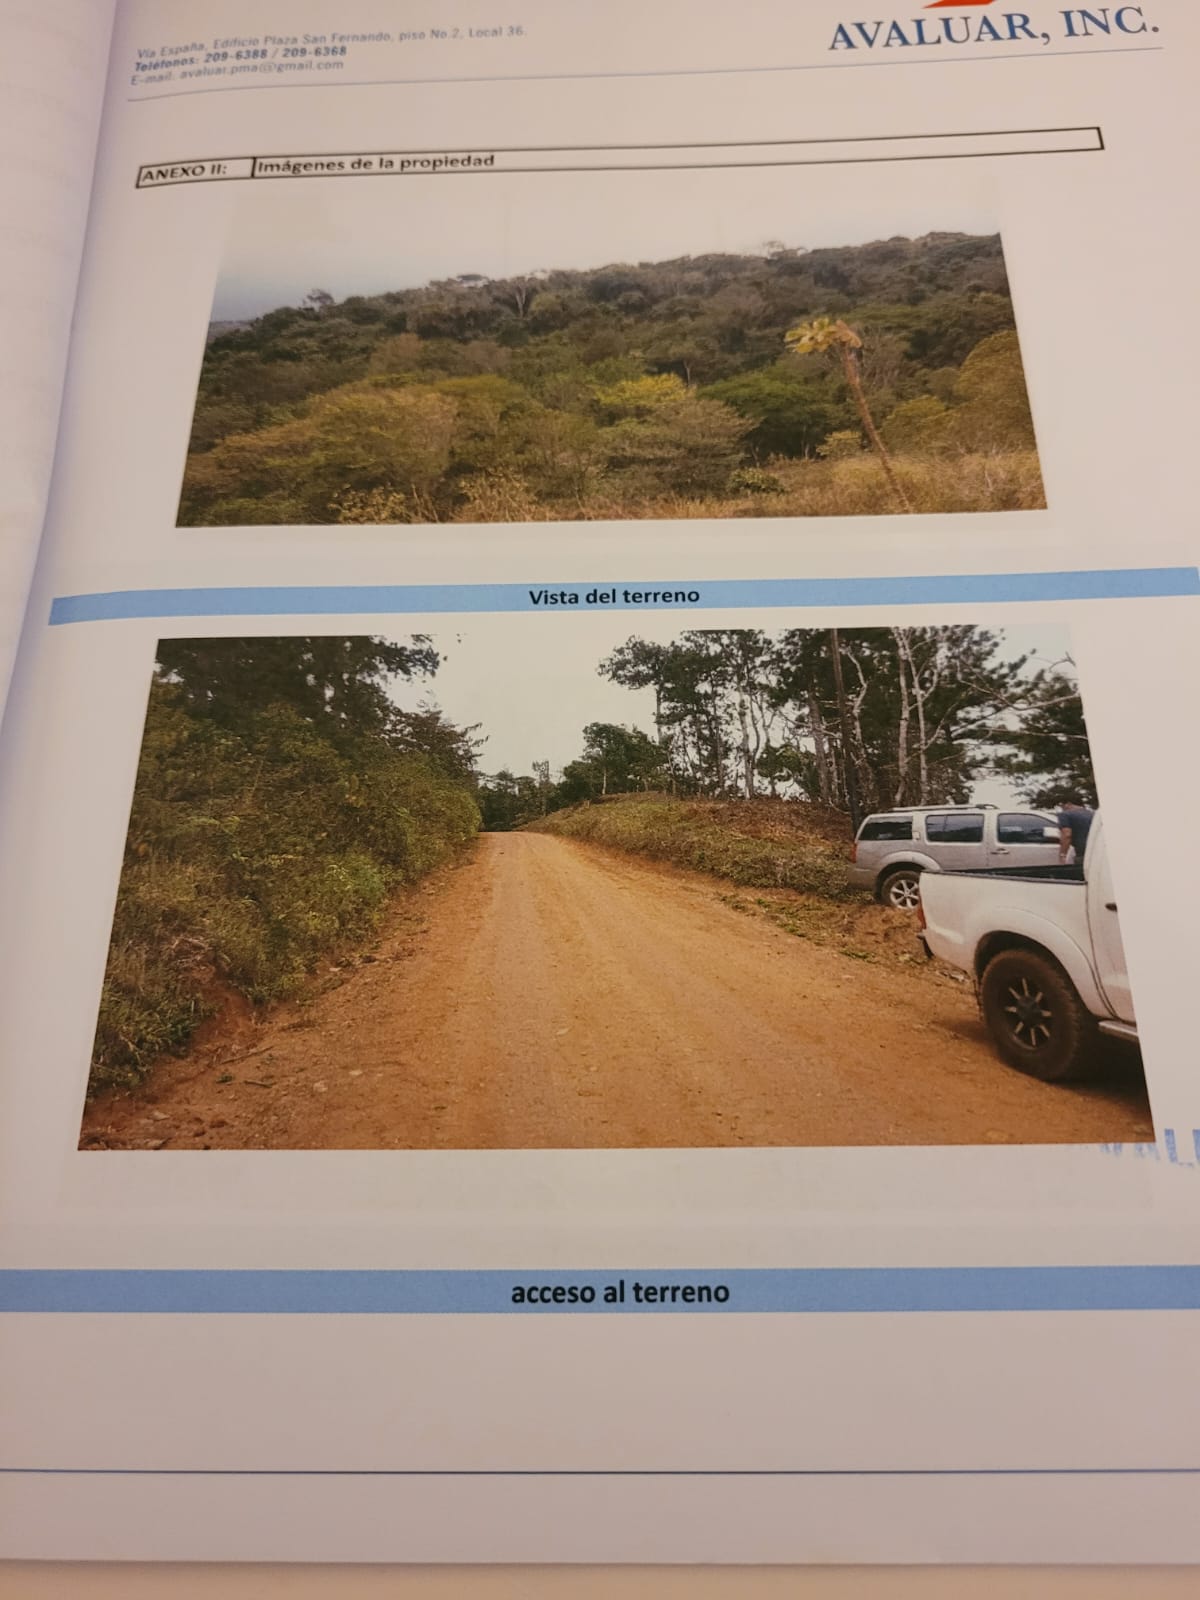 Vía España, Edificio Plaza San Fernando, piso No.2, Local 36.
Teléfonos: 209-6388 / 209-6368
E-mail: avaluar.pma@gmail.com
AVALUAR, INC.
ANEXO II: Imágenes de la propiedad
Vista del terreno
acceso al terreno